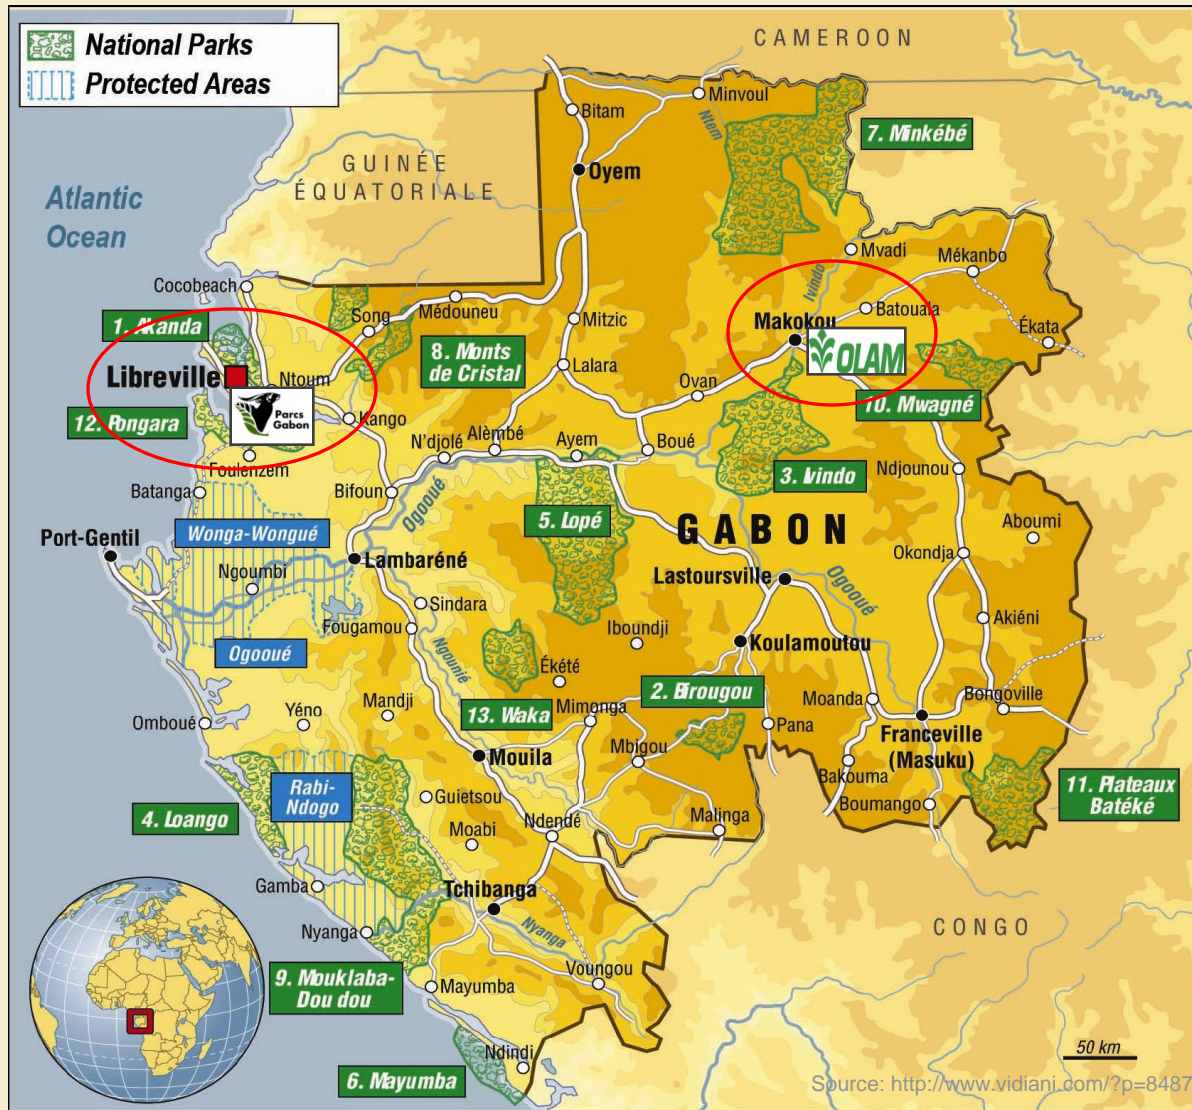 National Parks
Protected Areas
CAMEROON
Minvoul
Bitam
Ntem
7. Minkébé
GUINÉE
ÉQUATORIALE
Oyem
Atlantic
Ocean
Mvadi
Mékanbo
Cocobeach
Ivindo
Médouneu
Batouala
Song
Mitzic
Makokou
Ékata
1. Akanda
8. Monts
de Cristal
OLAM
Lalara
Libreville
Ntoum
Ovan
10. Mwagné
Parcs
Gabon
12. Pongara
Kango
N'djolé
Alèmbé
Ayem
Boué
Foulenzem
Ndjounou
3. Ivindo
Batanga
Bifoun
Ogooué
5. Lopé
GABON
Aboumi
Wonga-Wongué
Port-Gentil
Okondja
Lambaréné
Ngoumbi
Lastoursville
Ogooué
Sindara
Akiéni
Fougamou
Iboundji
Koulamoutou
Ogooué
Ngounié
Ékété
2. Birougou
Moanda
Bongoville
Mandji
Yéno
13. Waka
Mimonga
Omboué
Pana
Franceville
(Masuku)
Mbigou
Mouila
Bakouma
11. Plateaux
Batéké
Rabi-
Ndogo
Guietsou
Boumango
4. Loango
Malinga
Moabi
Ndendé
Gamba
Tchibanga
Nyanga
Nyanga
CONGO
9. Mouklaba-
Dou dou
Voungou
Mayumba
Ndindi
50 km
6. Mayumba
Source: http://www.vidiani.com/?p=8487